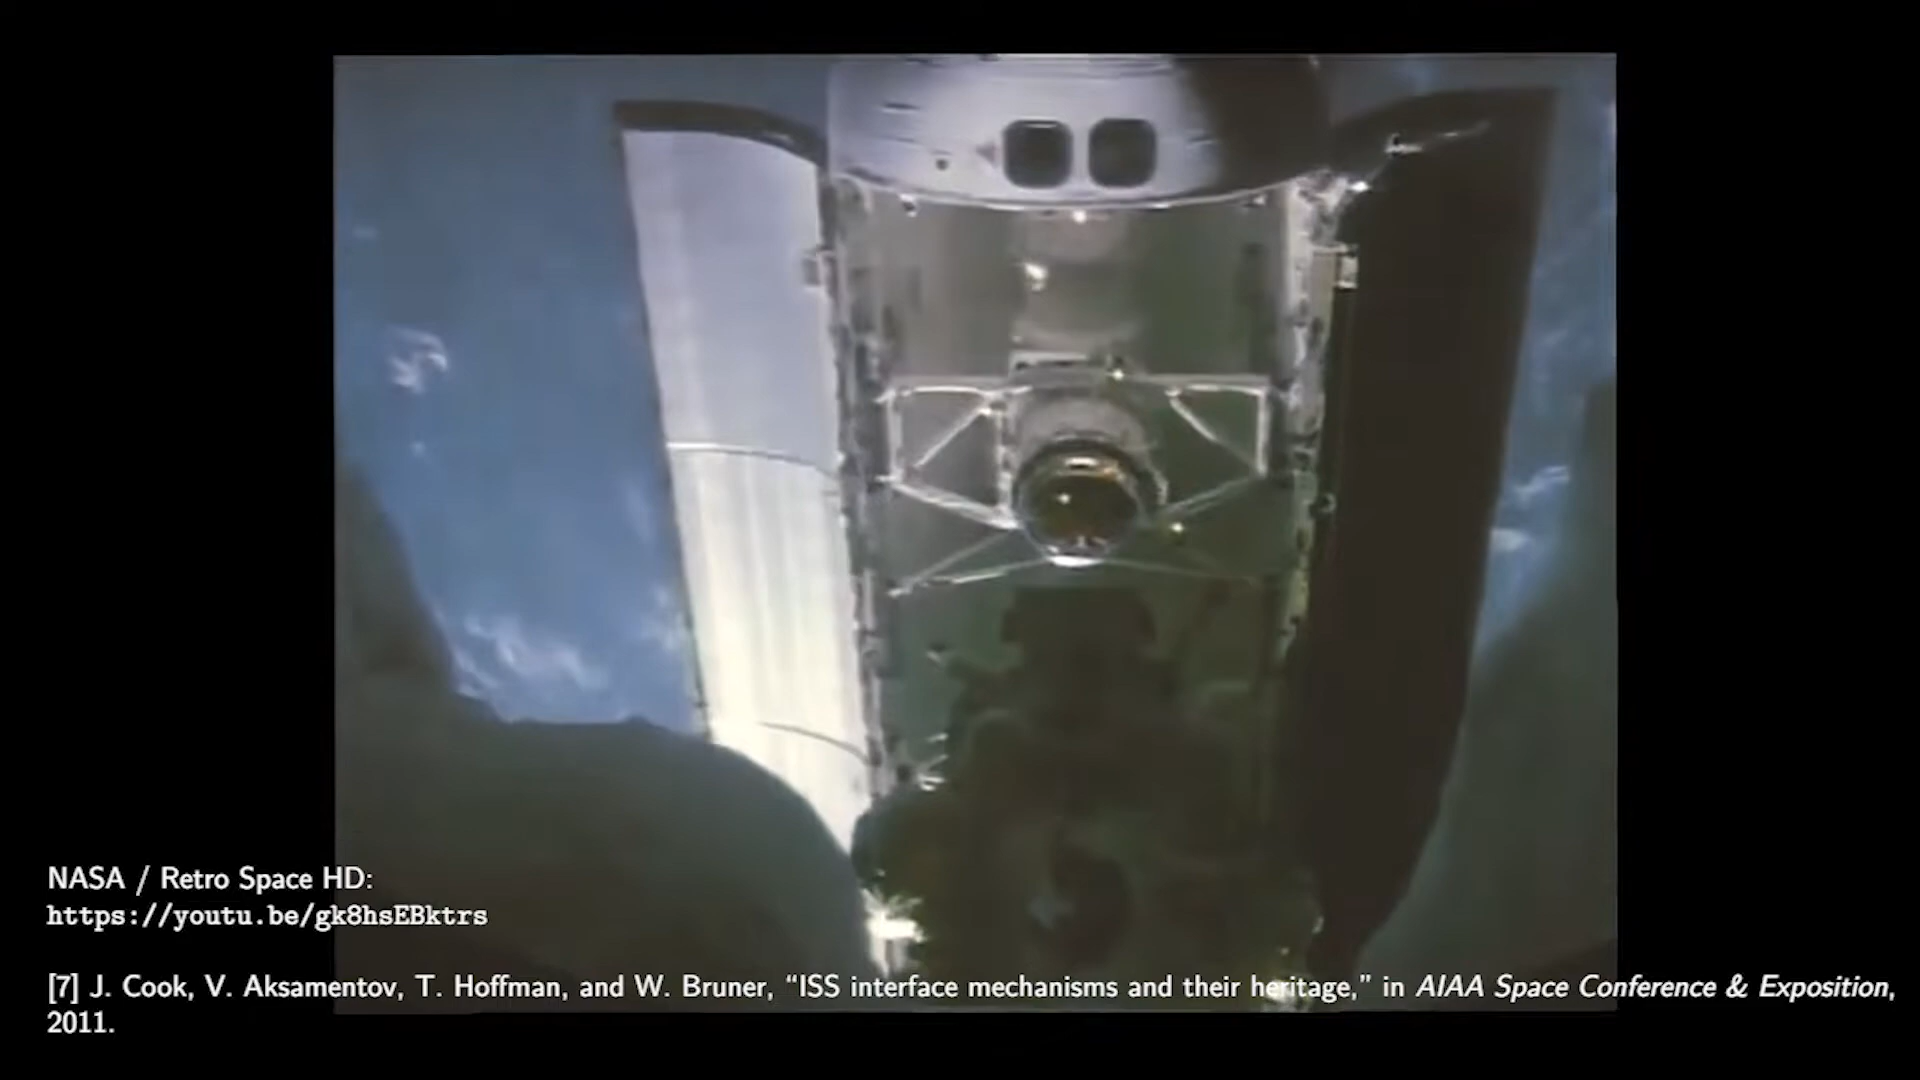 NASA / Retro Space HD:
https://youtu.be/gk8hsEBktrs
[7] J. Cook, V. Aksamentov, T. Hoffman, and W. Bruner, “ISS interface mechanisms and their heritage,” in AIAA Space Conference & Exposition,
2011.